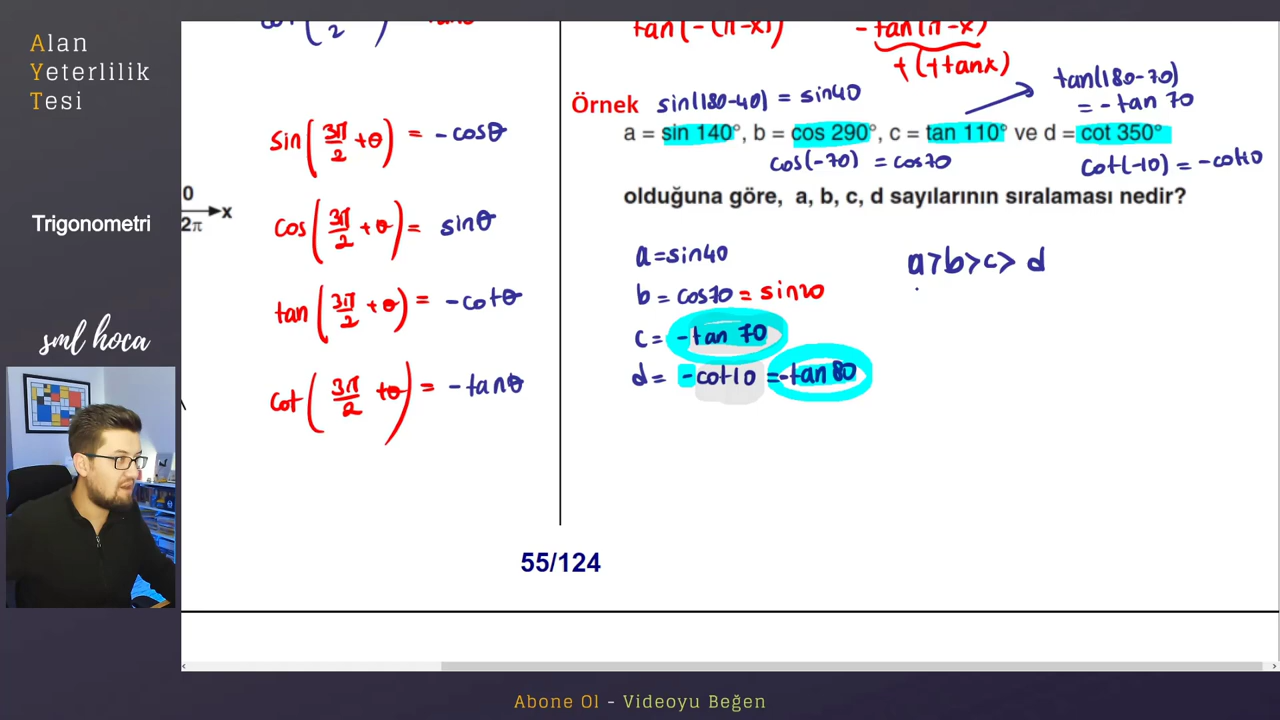 Alan
Yeterlilik
Tesi
Trigonometri
sml hoca
0
x
2π
2
sin(3π/2 + θ) = -cosθ
cos(3π/2 + θ) = sinθ
tan(3π/2 + θ) = -cotθ
cot(3π/2 + θ) = -tanθ
tan(-(π-x)) -tan(π-x)
+(+tanx)
Örnek sin(180-40) = sin40
tan(180-70)
= -tan 70
a = sin 140°, b = cos 290°, c = tan 110° ve d = cot 350°
cos(-70) = cos70 cot(-10) = -cot10
olduğuna göre, a, b, c, d sayılarının sıralaması nedir?
a = sin40
a>b>c>d
b = cos70 = sin20
c = -tan 70
d = -cot10 = -tan 80
55/124
Abone Ol - Videoyu Beğen